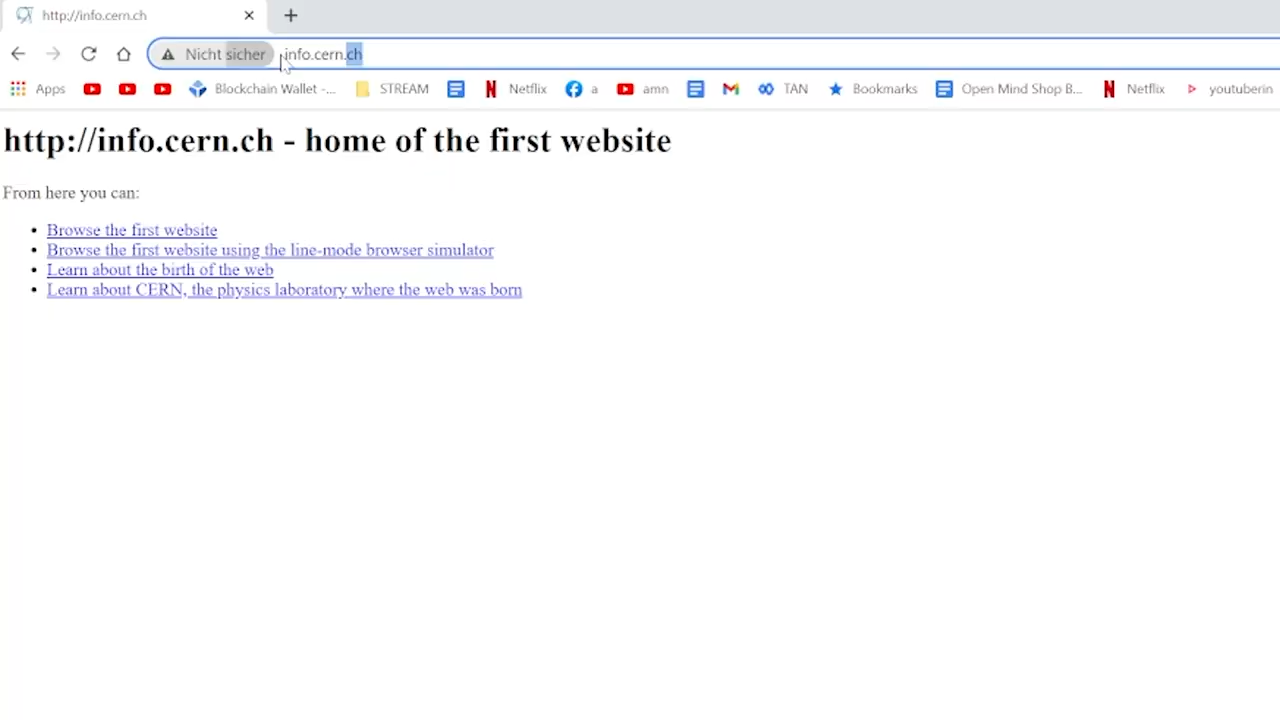 http://info.cern.ch
Nicht sicher info.cern.ch
Apps Blockchain Wallet -... STREAM Netflix a amn TAN Bookmarks Open Mind Shop B... Netflix youtuberin
http://info.cern.ch - home of the first website
From here you can:
Browse the first website
Browse the first website using the line-mode browser simulator
Learn about the birth of the web
Learn about CERN, the physics laboratory where the web was born